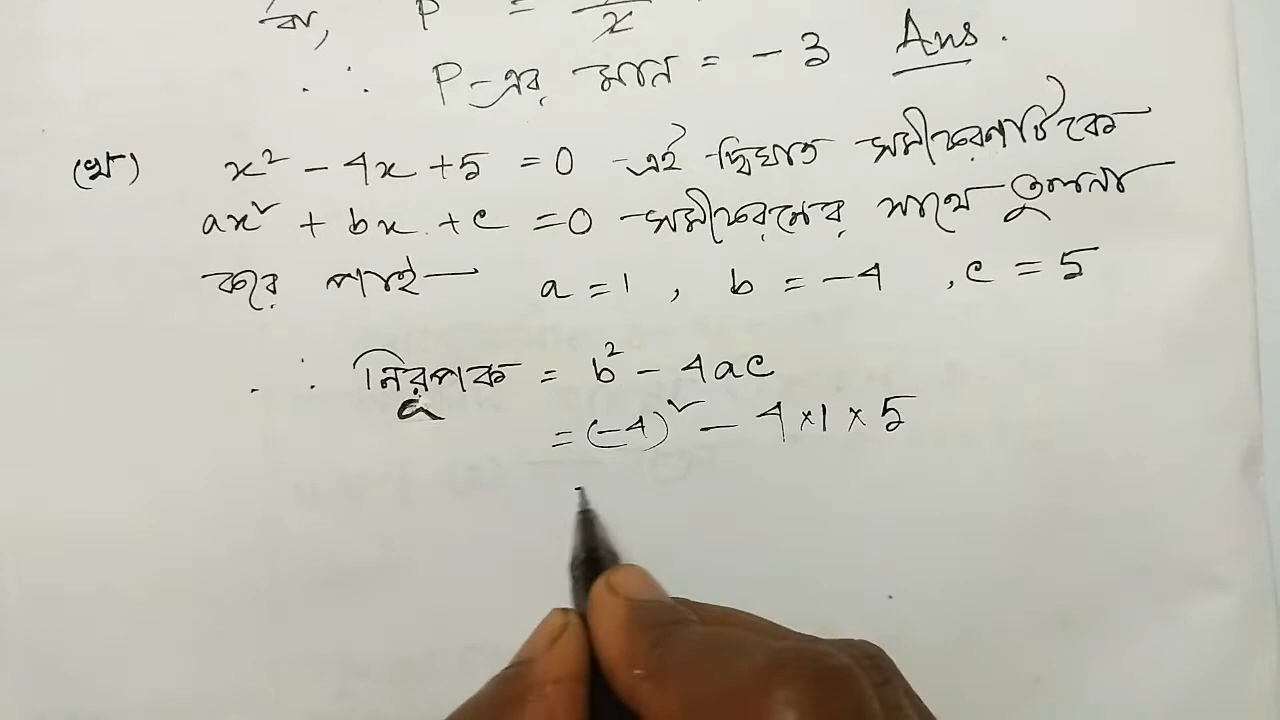 বা, P = —/x
∴ P-এর মান = -3 Ans.
(খ) x² - 4x + 5 = 0 এই দ্বিঘাত সমীকরণটিকে
ax² + bx + c = 0 সমীকরণের সাথে তুলনা
করে পাই— a = 1, b = -4, c = 5
∴ নিরূপক = b² - 4ac
= (-4)² - 4×1×5